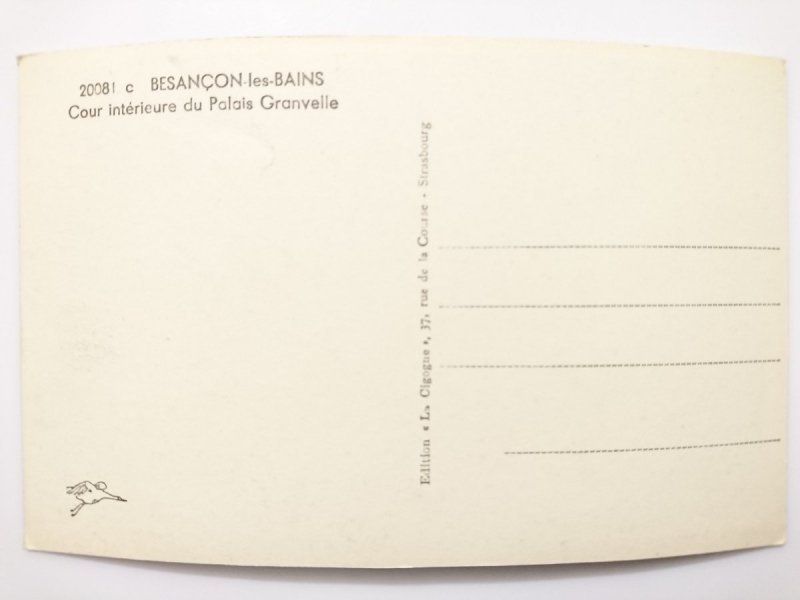 20081 c BESANÇON-les-BAINS
Cour intérieure du Palais Granvelle
Edition « La Cigogne », 37, rue de la Course - Strasbourg